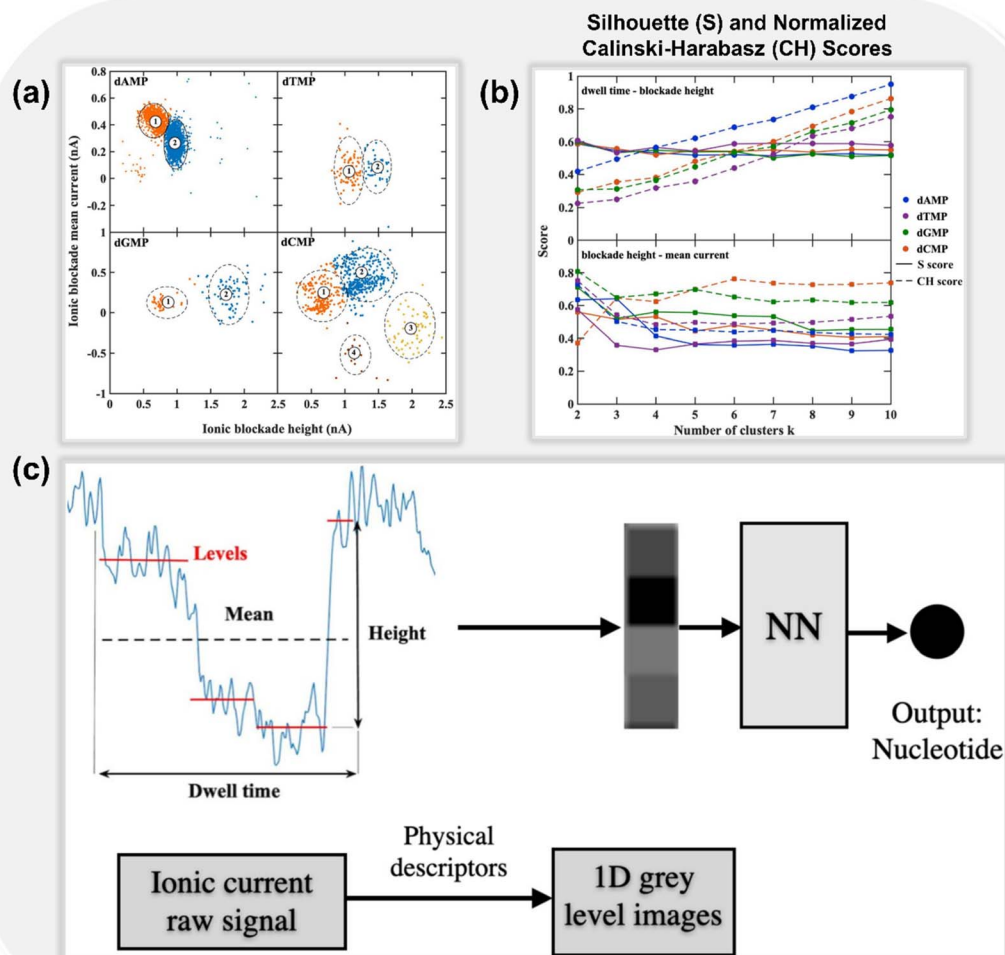 Silhouette (S) and Normalized
Calinski-Harabasz (CH) Scores
(a)
Ionic blockade mean current (nA)
0.8
0.6
0.4
0.2
0
-0.2
1
0.5
0
-0.5
-1
dAMP
1
2
dTMP
1
2
dGMP
1
2
dCMP
1
2
3
4
0 0.5 1 1.5 2 0.5 1 1.5 2 2.5
Ionic blockade height (nA)
(b)
Score
1
0.8
0.6
0.4
0.2
0
0.8
0.6
0.4
0.2
0
dwell time - blockade height
blockade height - mean current
2 3 4 5 6 7 8 9 10
Number of clusters k
dAMP
dTMP
dGMP
dCMP
S score
CH score
(c)
Levels
Mean
Height
Dwell time
NN
Output:
Nucleotide
Physical
descriptors
Ionic current
raw signal
1D grey
level images